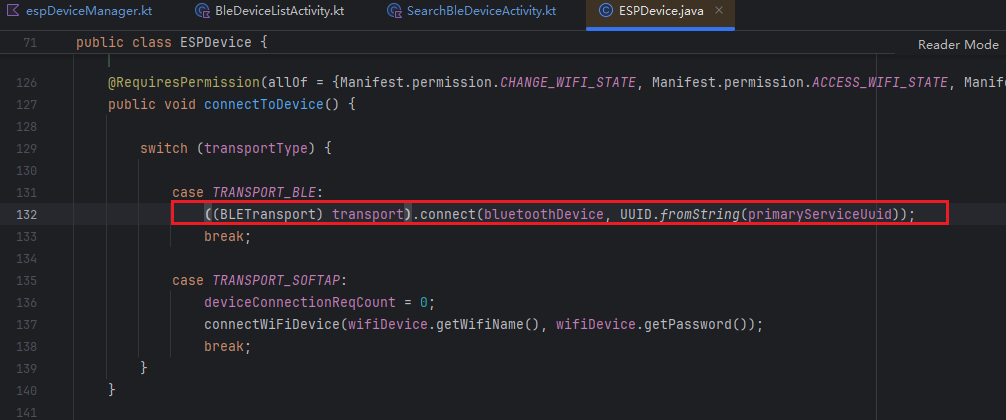 espDeviceManager.kt BleDeviceListActivity.kt SearchBleDeviceActivity.kt ESPDevice.java
71 public class ESPDevice {
Reader Mode
126 @RequiresPermission(allOf = {Manifest.permission.CHANGE_WIFI_STATE, Manifest.permission.ACCESS_WIFI_STATE, Manif
127 public void connectToDevice() {
128
129 switch (transportType) {
130
131 case TRANSPORT_BLE:
132 ((BLETransport) transport).connect(bluetoothDevice, UUID.fromString(primaryServiceUuid));
133 break;
134
135 case TRANSPORT_SOFTAP:
136 deviceConnectionReqCount = 0;
137 connectWiFiDevice(wifiDevice.getWifiName(), wifiDevice.getPassword());
138 break;
139 }
140 }
141